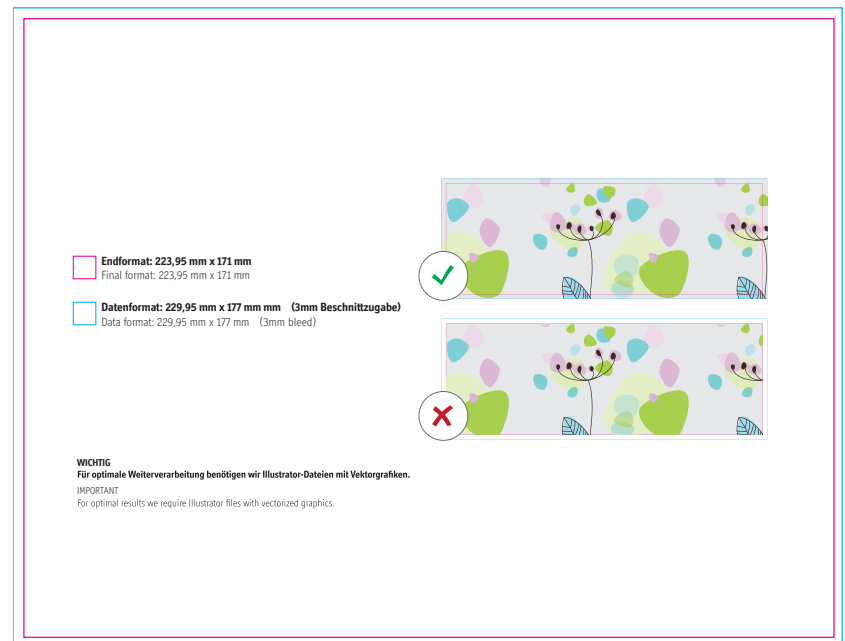 Endformat: 223,95 mm x 171 mm
Final format: 223,95 mm x 171 mm
Datenformat: 229,95 mm x 177 mm mm (3mm Beschnittzugabe)
Data format: 229,95 mm x 177 mm (3mm bleed)
WICHTIG
Für optimale Weiterverarbeitung benötigen wir Illustrator-Dateien mit Vektorgrafiken.
IMPORTANT
For optimal results we require Illustrator files with vectorized graphics.